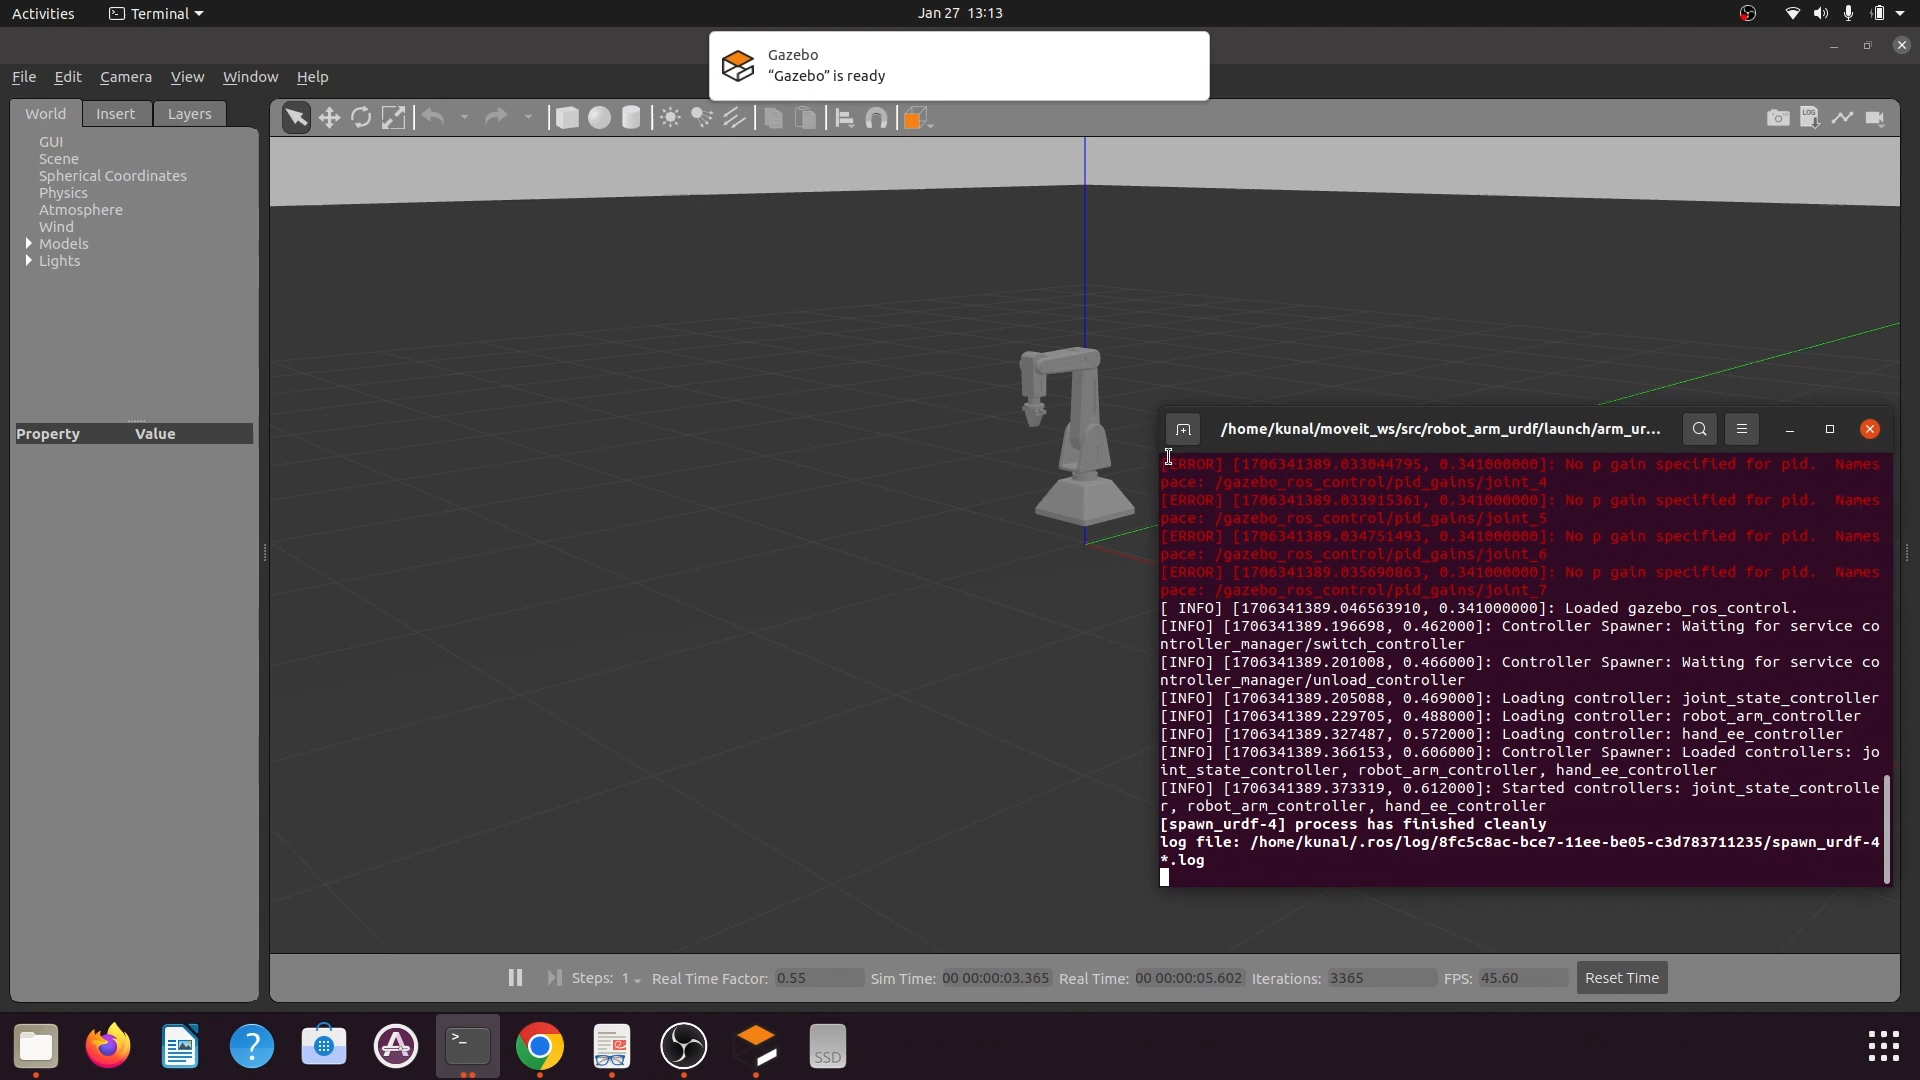 Activities
Terminal
Jan 27 13:13
Gazebo
“Gazebo” is ready
File Edit Camera View Window Help
World Insert Layers
GUI
Scene
Spherical Coordinates
Physics
Atmosphere
Wind
Models
Lights
Property Value
LOG
/home/kunal/moveit_ws/src/robot_arm_urdf/launch/arm_ur...
[ERROR] [1706341389.033044795, 0.341000000]: No p gain specified for pid.  Names
pace: /gazebo_ros_control/pid_gains/joint_4
[ERROR] [1706341389.033915361, 0.341000000]: No p gain specified for pid.  Names
pace: /gazebo_ros_control/pid_gains/joint_5
[ERROR] [1706341389.034751493, 0.341000000]: No p gain specified for pid.  Names
pace: /gazebo_ros_control/pid_gains/joint_6
[ERROR] [1706341389.035690863, 0.341000000]: No p gain specified for pid.  Names
pace: /gazebo_ros_control/pid_gains/joint_7
[ INFO] [1706341389.046563910, 0.341000000]: Loaded gazebo_ros_control.
[INFO] [1706341389.196698, 0.462000]: Controller Spawner: Waiting for service co
ntroller_manager/switch_controller
[INFO] [1706341389.201008, 0.466000]: Controller Spawner: Waiting for service co
ntroller_manager/unload_controller
[INFO] [1706341389.205088, 0.469000]: Loading controller: joint_state_controller
[INFO] [1706341389.229705, 0.488000]: Loading controller: robot_arm_controller
[INFO] [1706341389.327487, 0.572000]: Loading controller: hand_ee_controller
[INFO] [1706341389.366153, 0.606000]: Controller Spawner: Loaded controllers: jo
int_state_controller, robot_arm_controller, hand_ee_controller
[INFO] [1706341389.373319, 0.612000]: Started controllers: joint_state_controlle
r, robot_arm_controller, hand_ee_controller
[spawn_urdf-4] process has finished cleanly
log file: /home/kunal/.ros/log/8fc5c8ac-bce7-11ee-be05-c3d783711235/spawn_urdf-4
*.log
Steps: 1 Real Time Factor: 0.55 Sim Time: 00 00:00:03.365 Real Time: 00 00:00:05.602 Iterations: 3365 FPS: 45.60 Reset Time
SSD